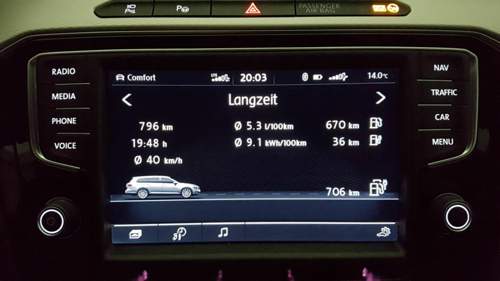 PASSENGER
AIR BAG
RADIO
MEDIA
PHONE
VOICE
NAV
TRAFFIC
CAR
MENU
Comfort
LTE
20:03
14.0°C
Langzeit
796 km
Ø 5.3 l/100km
670 km
19:48 h
Ø 9.1 kWh/100km
36 km
Ø 40 km/h
706 km